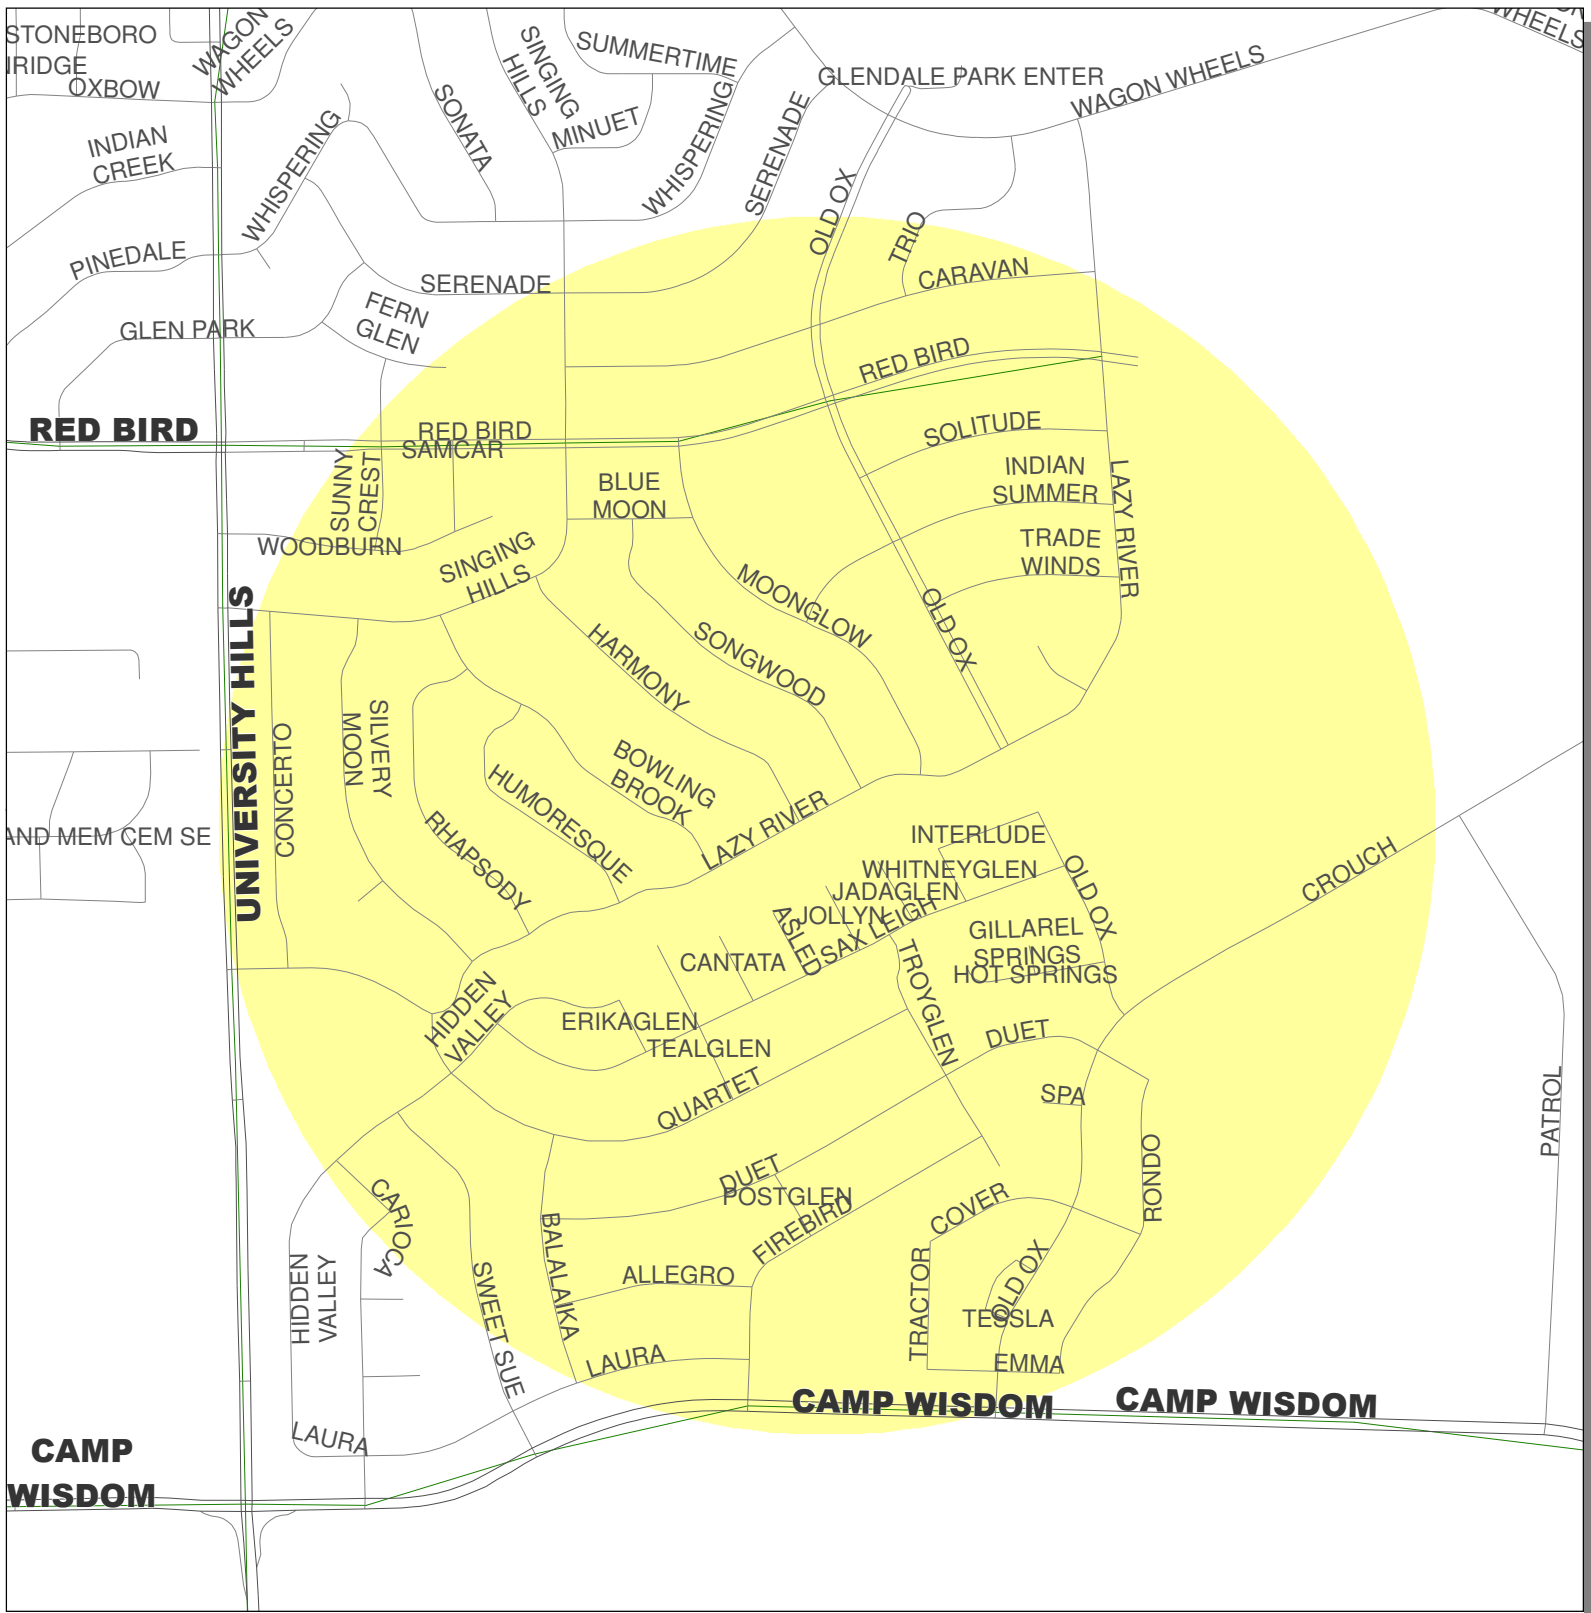 STONEBORO
WAGON
WHEELS
OXBOW
INDIAN
CREEK
PINEDALE
GLEN PARK
WHISPERING
SONATA
SINGING
HILLS
SUMMERTIME
MINUET
WHISPERING
SERENADE
GLENDALE PARK ENTER
WAGON WHEELS
WHEELS
OLD OX
TRIO
CARAVAN
SERENADE
FERN
GLEN
RED BIRD
RED BIRD
RED BIRD
SAMCAR
SUNNY
CREST
WOODBURN
BLUE
MOON
SOLITUDE
INDIAN
SUMMER
TRADE
WINDS
LAZY RIVER
SINGING
HILLS
MOONGLOW
OLD OX
HARMONY
SONGWOOD
UNIVERSITY HILLS
CONCERTO
SILVERY
MOON
BOWLING
BROOK
HUMORESQUE
RHAPSODY
LAZY RIVER
AND MEM CEM SE
INTERLUDE
WHITNEYGLEN
JADAGLEN
JOLLYN
ASLED
SAX LEIGH
OLD OX
CROUCH
GILLAREL
SPRINGS
HOT SPRINGS
CANTATA
TROYGLEN
HIDDEN
VALLEY
ERIKAGLEN
TEALGLEN
DUET
QUARTET
SPA
PATROL
RONDO
DUET
POSTGLEN
FIREBIRD
COVER
CARIOCA
BALALAIKA
ALLEGRO
HIDDEN
VALLEY
SWEET SUE
TRACTOR
OLD OX
TESSLA
EMMA
LAURA
LAURA
CAMP WISDOM
CAMP WISDOM
CAMP
WISDOM